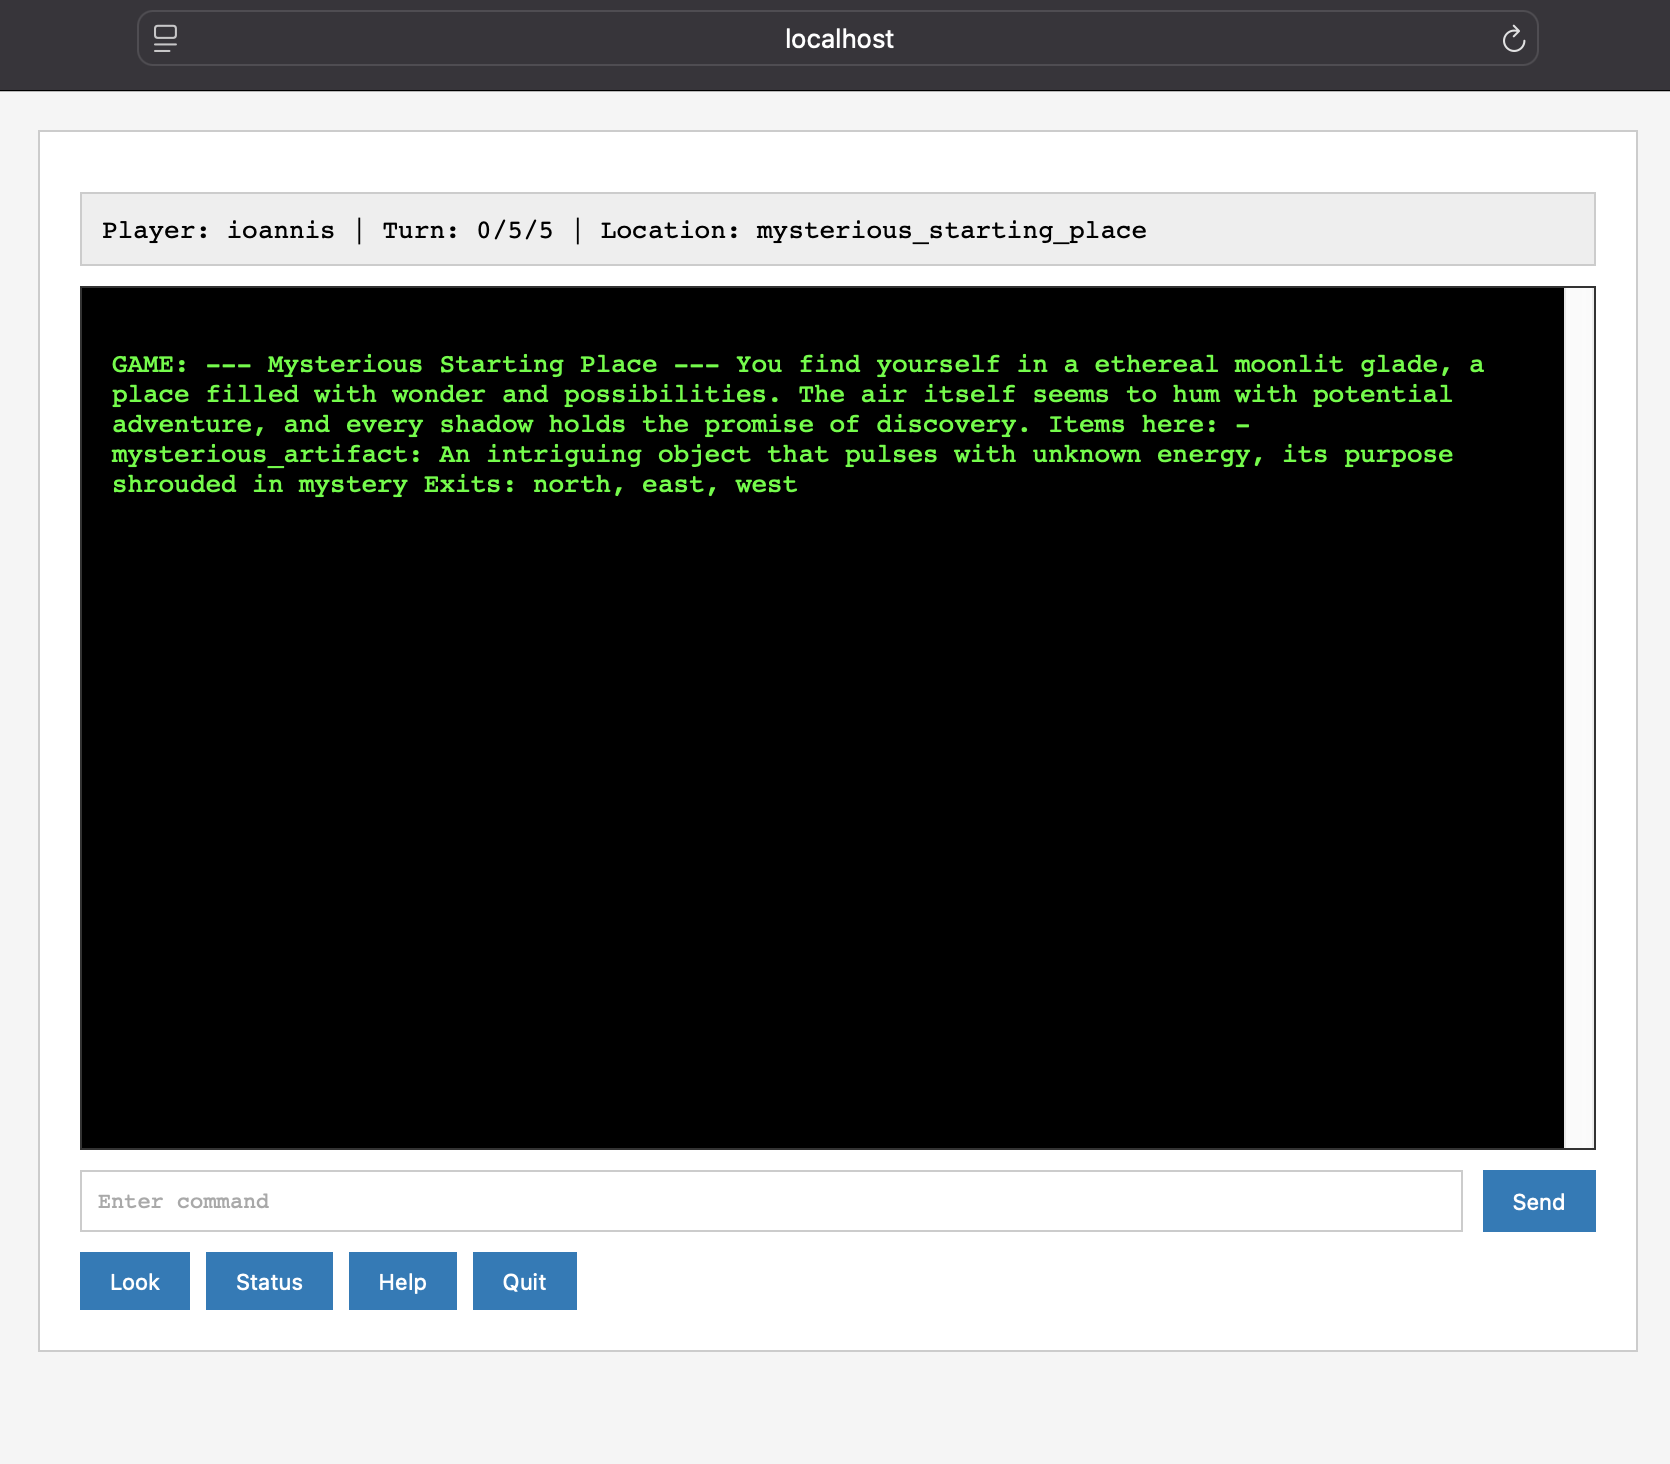 localhost
Player: ioannis | Turn: 0/5/5 | Location: mysterious_starting_place
GAME: --- Mysterious Starting Place --- You find yourself in a ethereal moonlit glade, a
place filled with wonder and possibilities. The air itself seems to hum with potential
adventure, and every shadow holds the promise of discovery. Items here: -
mysterious_artifact: An intriguing object that pulses with unknown energy, its purpose
shrouded in mystery Exits: north, east, west
Enter command
Send
Look
Status
Help
Quit